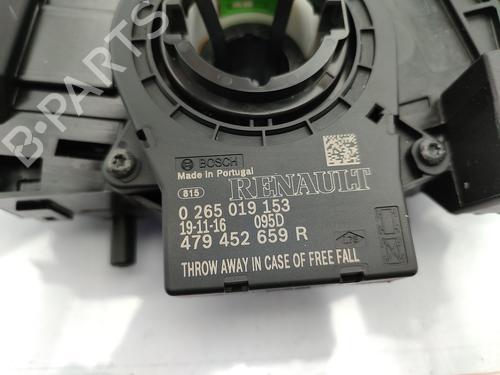 B-PARTS
BOSCH
Made in Portugal
815
RENAULT
0 265 019 153
19-11-16 095D
479 452 659 R
THROW AWAY IN CASE OF FREE FALL